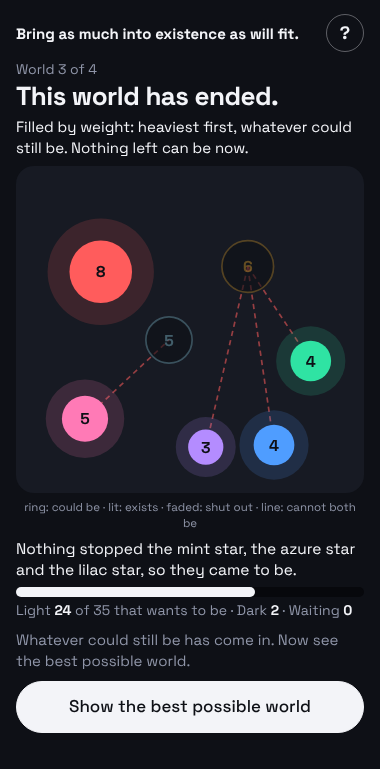 Bring as much into existence as will fit.
?
World 3 of 4
This world has ended.
Filled by weight: heaviest first, whatever could
still be. Nothing left can be now.
8
6
5
4
5
3
4
ring: could be · lit: exists · faded: shut out · line: cannot both
be
Nothing stopped the mint star, the azure star
and the lilac star, so they came to be.
Light 24 of 35 that wants to be · Dark 2 · Waiting 0
Whatever could still be has come in. Now see
the best possible world.
Show the best possible world